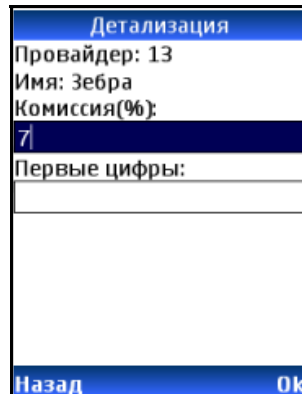 Детализация
Провайдер: 13
Имя: Зебра
Комиссия(%):
7
Первые цифры:
Назад Ok